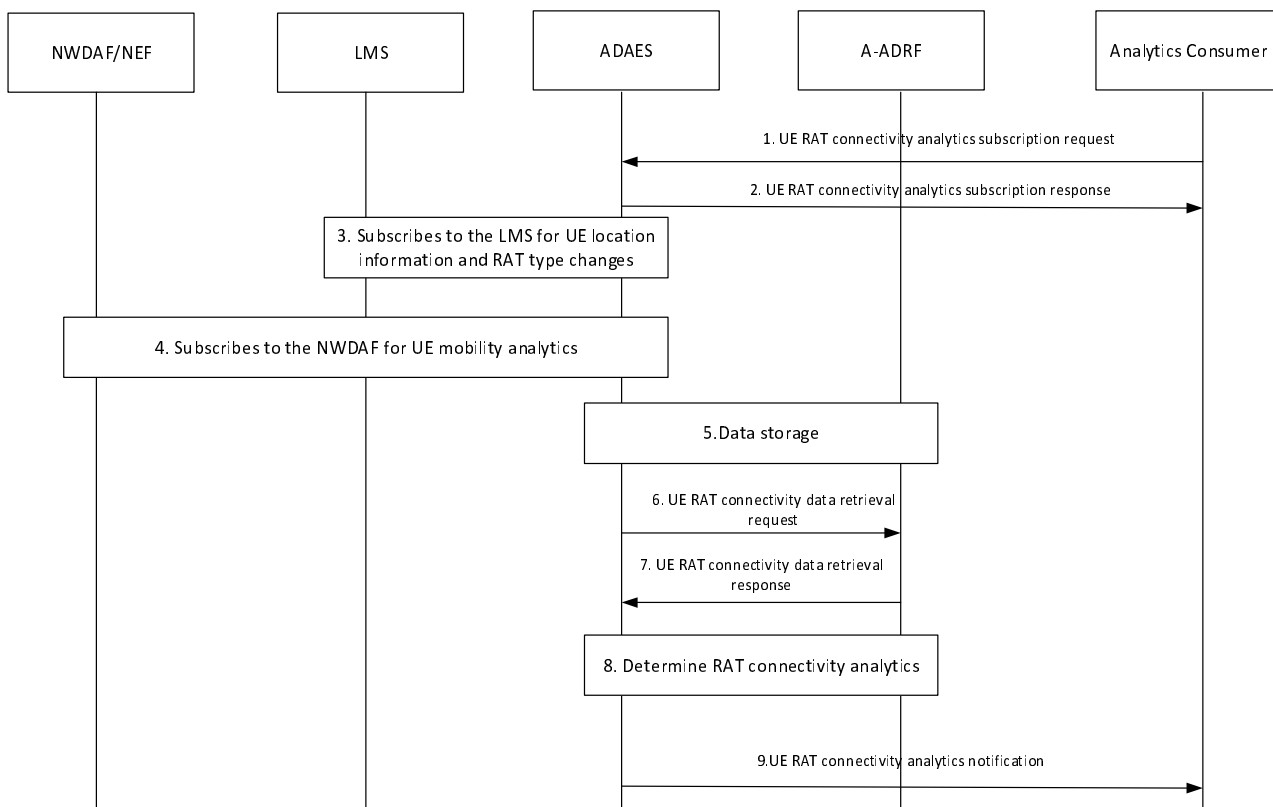 NWDAF/NEF
LMS
ADAES
A-ADRF
Analytics Consumer
1. UE RAT connectivity analytics subscription request
2. UE RAT connectivity analytics subscription response
3. Subscribes to the LMS for UE location
information and RAT type changes
4. Subscribes to the NWDAF for UE mobility analytics
5.Data storage
6. UE RAT connectivity data retrieval
request
7. UE RAT connectivity data retrieval
response
8. Determine RAT connectivity analytics
9.UE RAT connectivity analytics notification